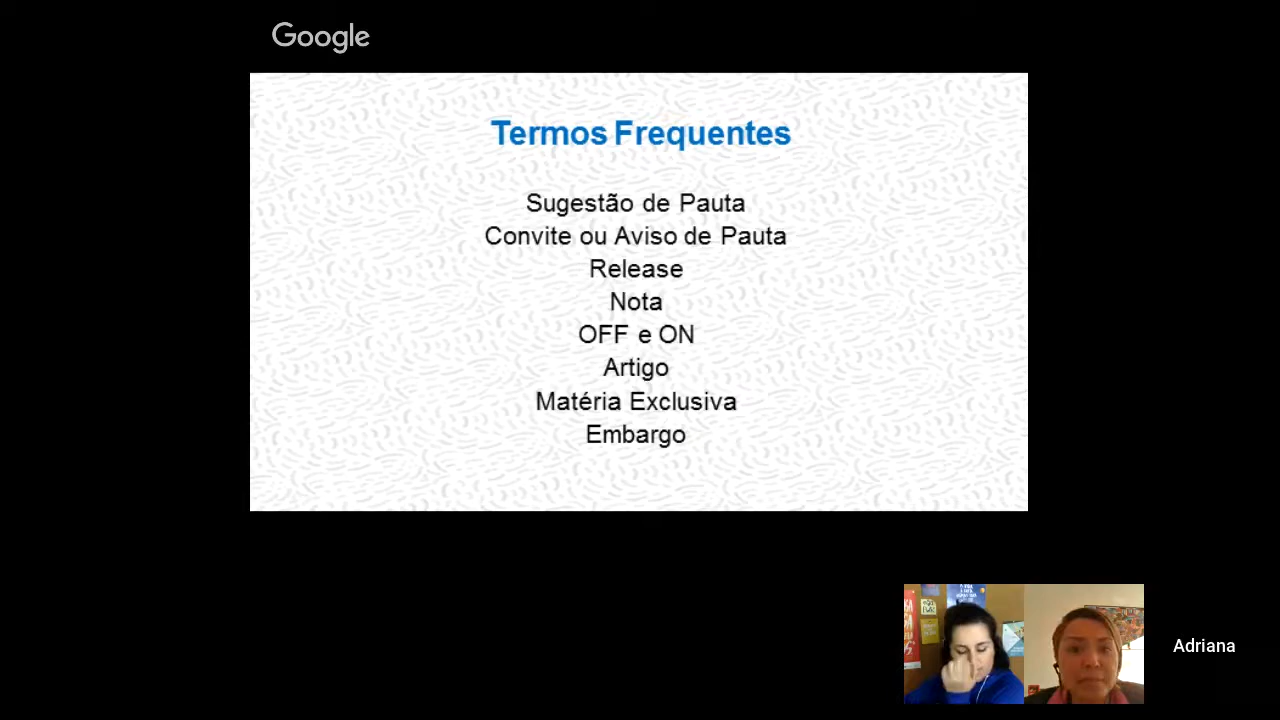 Google
Termos Frequentes
Sugestão de Pauta
Convite ou Aviso de Pauta
Release
Nota
OFF e ON
Artigo
Matéria Exclusiva
Embargo
Adriana